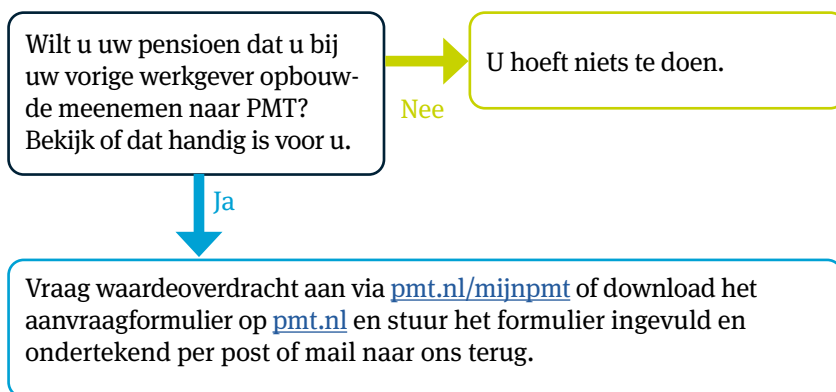 Wilt u uw pensioen dat u bij
uw vorige werkgever opbouw-
de meenemen naar PMT?
Bekijk of dat handig is voor u.
Nee
U hoeft niets te doen.
Ja
Vraag waardeoverdracht aan via pmt.nl/mijnpmt of download het
aanvraagformulier op pmt.nl en stuur het formulier ingevuld en
ondertekend per post of mail naar ons terug.